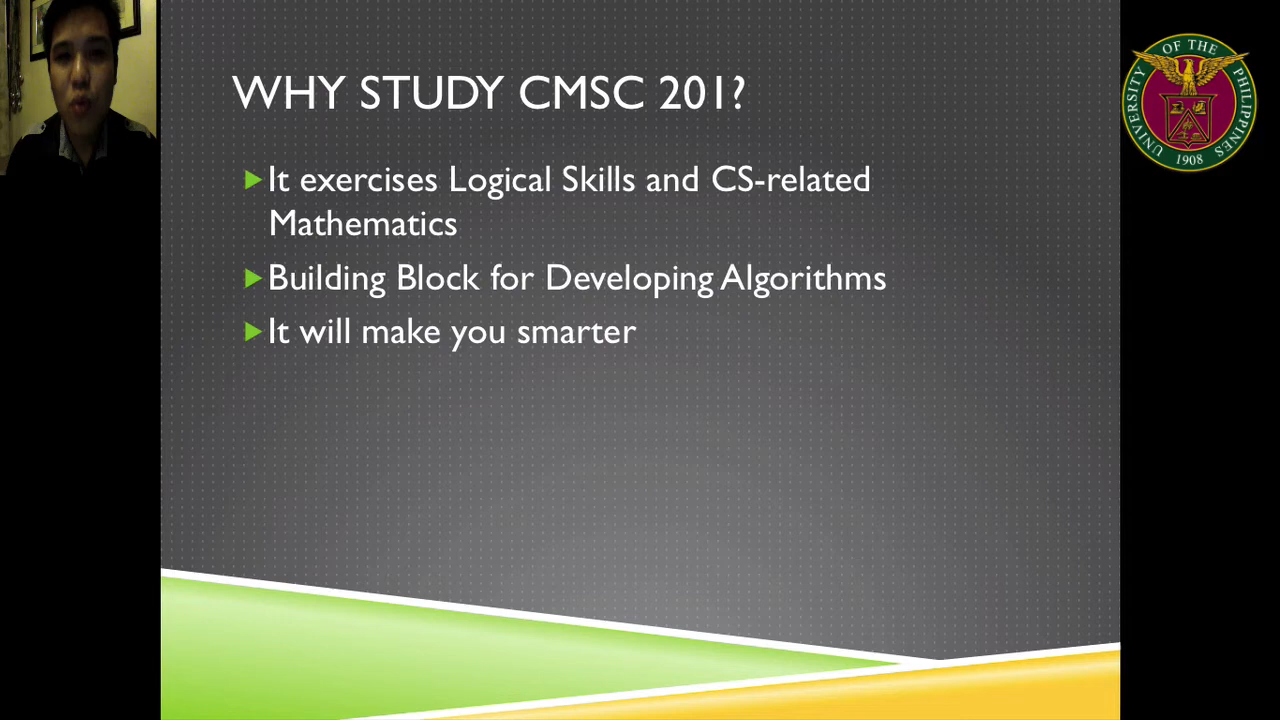 WHY STUDY CMSC 201?
It exercises Logical Skills and CS-related
Mathematics
Building Block for Developing Algorithms
It will make you smarter
UNIVERSITY OF THE PHILIPPINES
1908